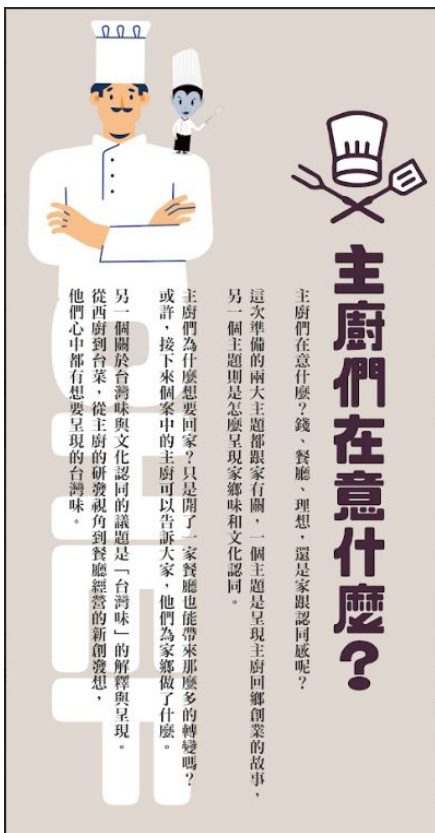 主廚們在意什麼?
主廚們在意什麼?錢、餐廳、理想,還是家跟認同感呢?
這次準備的兩大主題都跟家有關,一個主題是呈現主廚回鄉創業的故事,
另一個主題則是怎麼呈現家鄉味和文化認同。
主廚們為什麼想要回家?只是開了一家餐廳也能帶來那麼多的轉變嗎?
或許,接下來個案中的主廚可以告訴大家,他們為家鄉做了什麼。
另一個關於台灣味與文化認同的議題是「台灣味」的解釋與呈現。
從西廚到台菜,從主廚的研發視角到餐廳經營的新創發想,
他們心中都有想要呈現的台灣味。